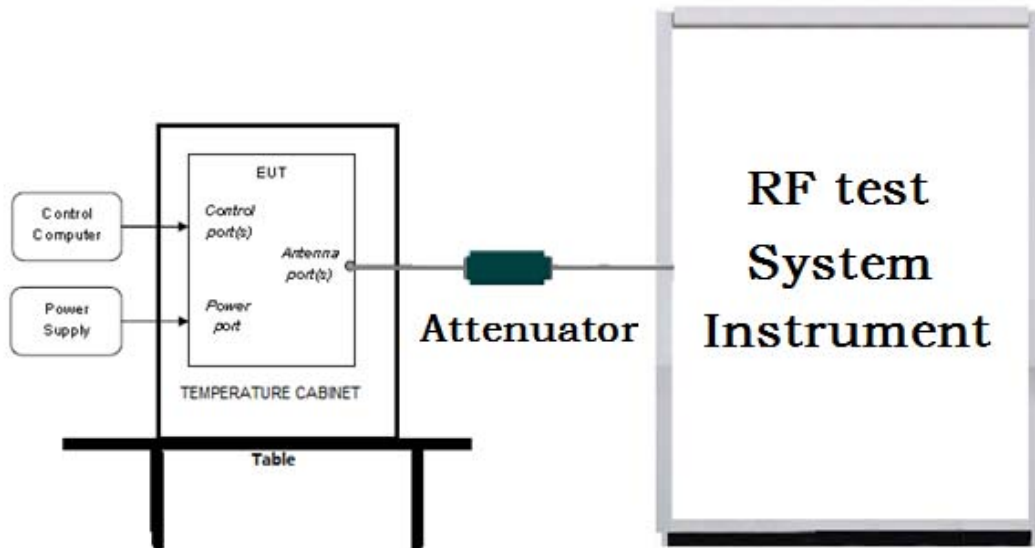 Control
Computer
Power
Supply
EUT
Control
port(s)
Antenna
port(s)
Power
port
TEMPERATURE CABINET
Table
Attenuator
RF test
System
Instrument